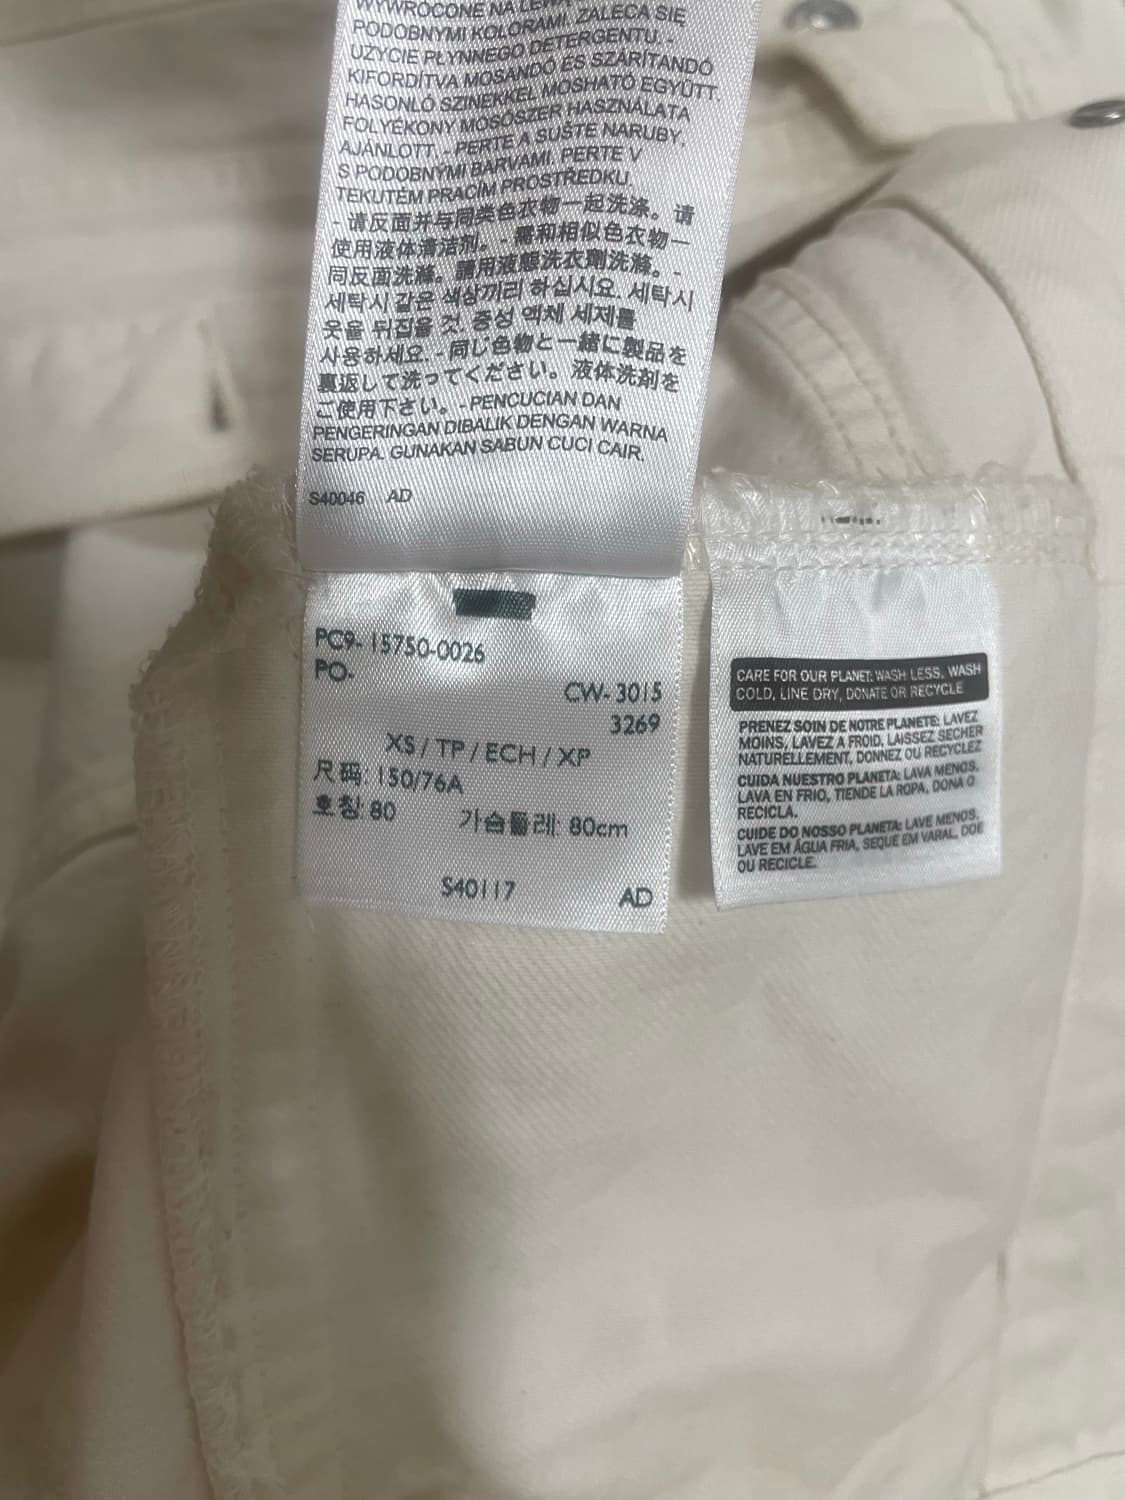 WYWRÓCONE NA
PODOBNYMI KOLORAMI. ZALECA SIĘ
UŻYCIE PŁYNNEGO DETERGENTU. -
KIFORDÍTVA MOSANDÓ ÉS SZÁRÍTANDÓ
HASONLÓ SZINEKKEL MOSHATÓ EGYÜTT.
FOLYÉKONY MOSÓSZER HASZNÁLATA
AJÁNLOTT. - PERTE A SUŠTE NARUBY,
S PODOBNÝMI BARVAMI. PERTE V
TEKUTÉM PRACÍM PROSTŘEDKU.
- 请反面并与同类色衣物一起洗涤。请
使用液体清洁剂。- 需和相似色衣物一
同反面洗滌。請用液態洗衣劑洗滌。-
세탁시 같은 색상끼리 하십시요. 세탁시
옷을 뒤집을 것. 중성 액체 세제를
사용하세요. - 同じ色物と一緒に製品を
裏返して洗ってください。液体洗剤を
ご使用下さい。- PENCUCIAN DAN
PENGERINGAN DIBALIK DENGAN WARNA
SERUPA. GUNAKAN SABUN CUCI CAIR.
S40046 AD
PC9- 15750-0026
PO-
CW- 3015
3269
XS / TP / ECH / XP
尺码: 150/76A
호칭: 80 가슴둘레: 80cm
S40117 AD
CARE FOR OUR PLANET: WASH LESS, WASH
COLD, LINE DRY, DONATE OR RECYCLE
PRENEZ SOIN DE NOTRE PLANETE: LAVEZ
MOINS, LAVEZ A FROID, LAISSEZ SECHER
NATURELLEMENT, DONNEZ OU RECYCLEZ
CUIDA NUESTRO PLANETA: LAVA MENOS,
LAVA EN FRIO, TIENDE LA ROPA, DONA O
RECICLA.
CUIDE DO NOSSO PLANETA: LAVE MENOS,
LAVE EM ÁGUA FRIA, SEQUE EM VARAL, DOE
OU RECICLE.